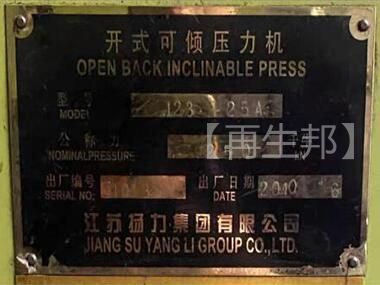 开式可倾压力机
OPEN BACK INCLINABLE PRESS
型号
MODEL J23 25A
公称力
NOMINALPRESSURE
【再生邦】
出厂编号 出厂日期
SERIAL NO: DATE
江苏扬力集团有限公司
JIANG SU YANG LI GROUP CO.,LTD.